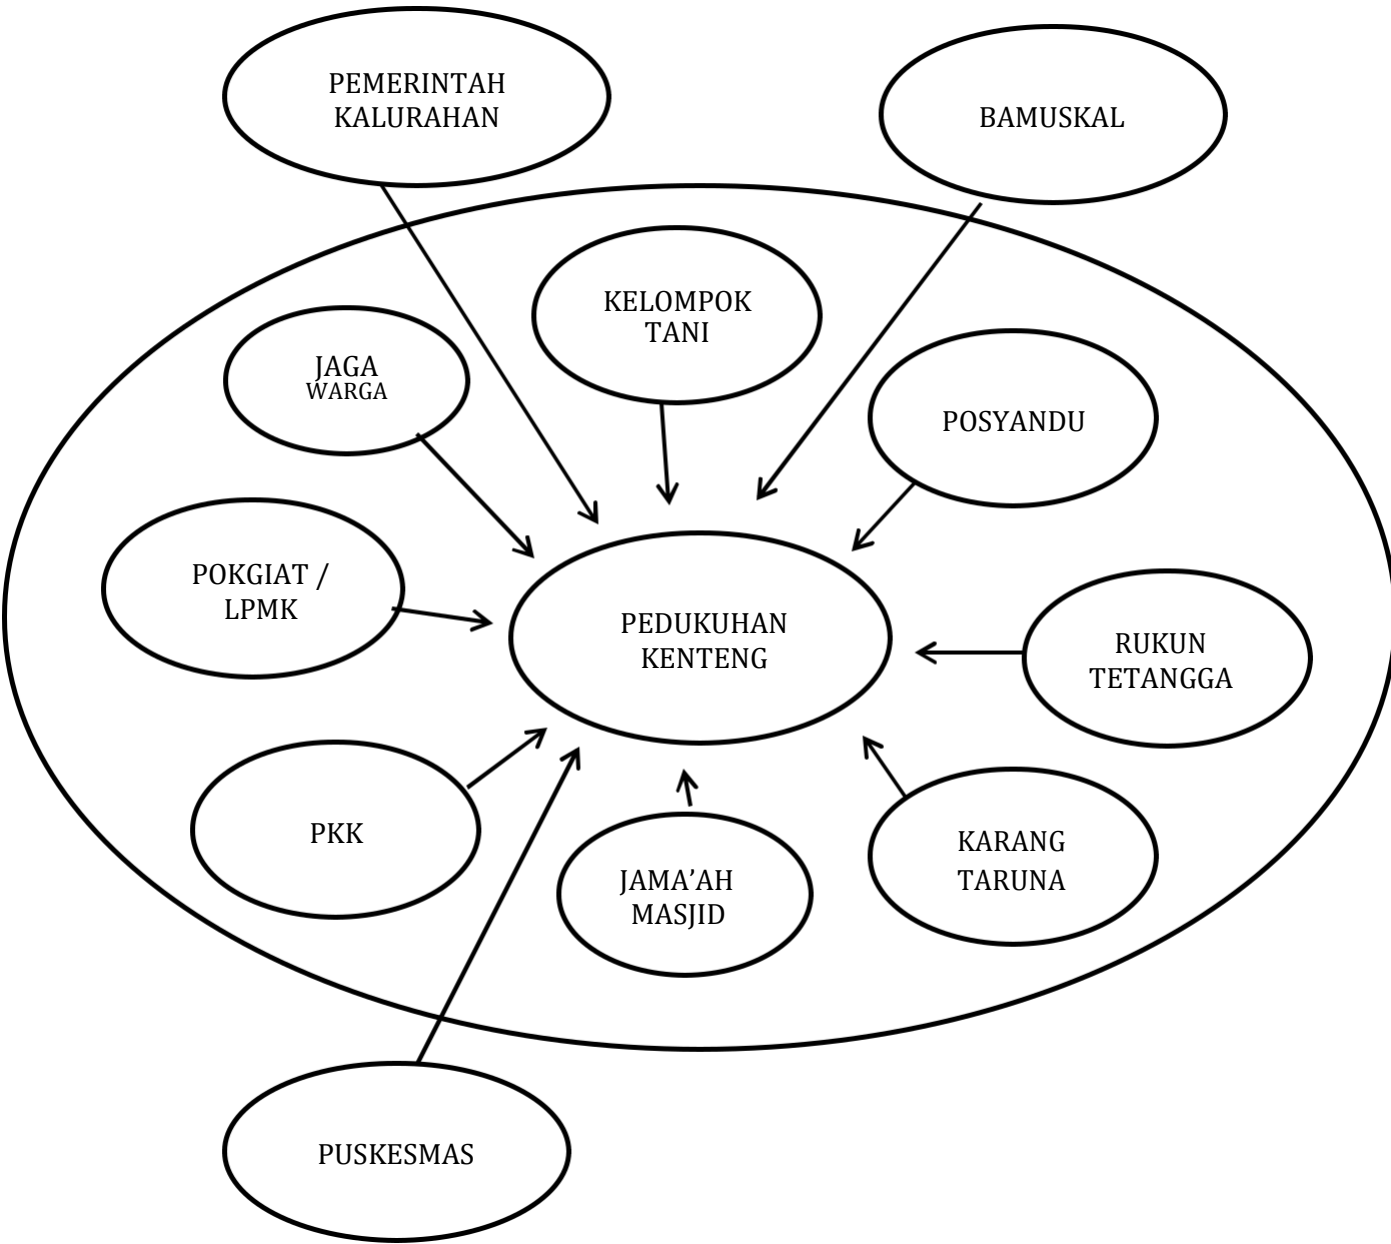 PEMERINTAH
KALURAHAN
BAMUSKAL
KELOMPOK
TANI
JAGA
WARGA
POSYANDU
POKGIAT /
LPMK
PEDUKUHAN
KENTENG
RUKUN
TETANGGA
PKK
JAMA’AH
MASJID
KARANG
TARUNA
PUSKESMAS